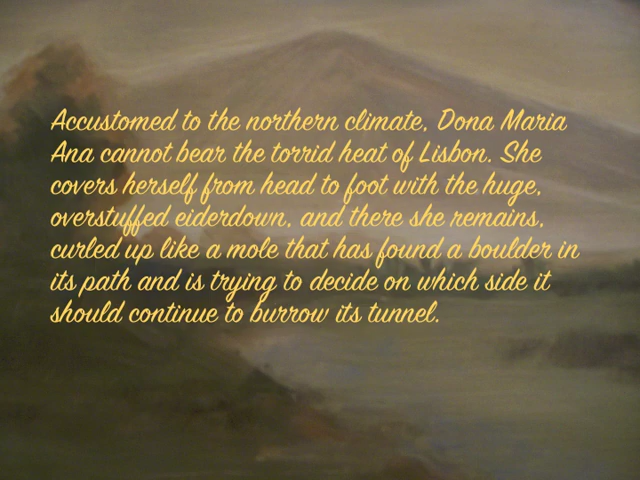 Accustomed to the northern climate, Dona Maria
Ana cannot bear the torrid heat of Lisbon. She
covers herself from head to foot with the huge,
overstuffed eiderdown, and there she remains,
curled up like a mole that has found a boulder in
its path and is trying to decide on which side it
should continue to burrow its tunnel.